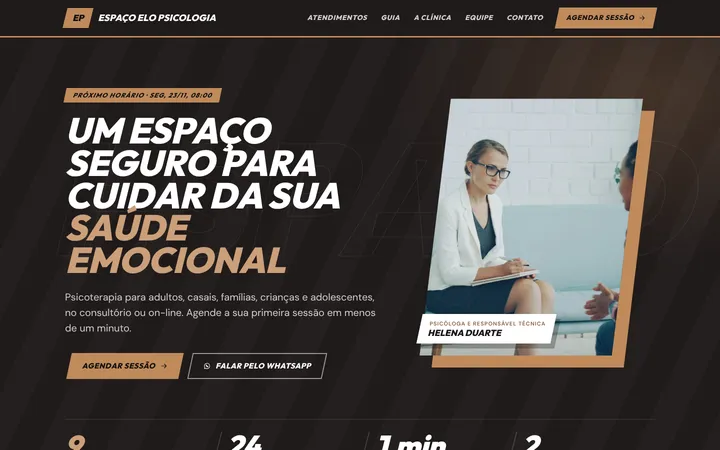 EP ESPAÇO ELO PSICOLOGIA
ATENDIMENTOS GUIA A CLÍNICA EQUIPE CONTATO AGENDAR SESSÃO →
PRÓXIMO HORÁRIO · SEG, 23/11, 08:00
UM ESPAÇO
SEGURO PARA
CUIDAR DA SUA
SAÚDE
EMOCIONAL
Psicoterapia para adultos, casais, famílias, crianças e adolescentes,
no consultório ou on-line. Agende a sua primeira sessão em menos
de um minuto.
AGENDAR SESSÃO → FALAR PELO WHATSAPP
PSICÓLOGA E RESPONSÁVEL TÉCNICA
HELENA DUARTE
9 24 1 min 2